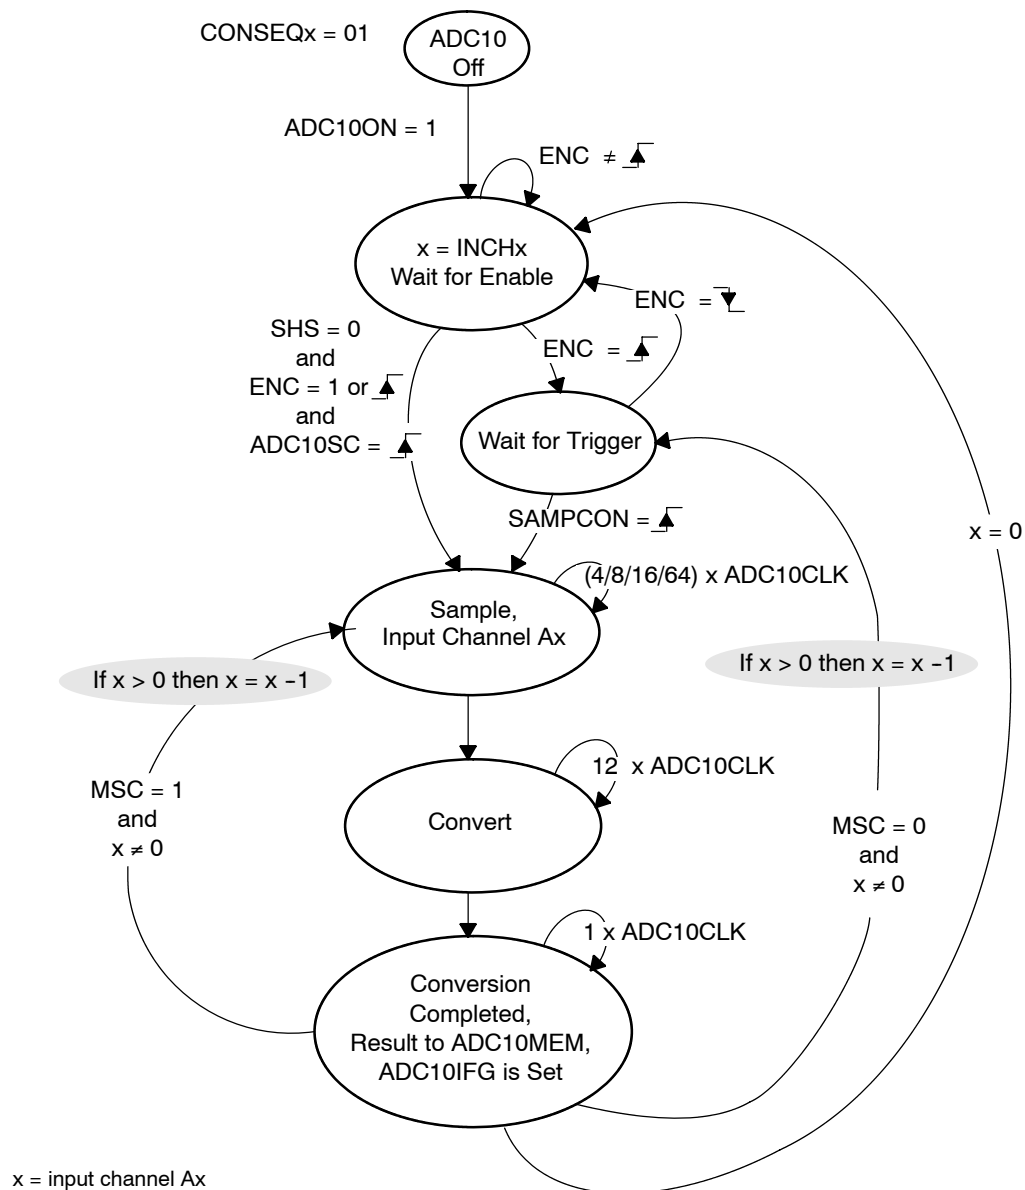 CONSEQx = 01
ADC10
Off
ADC10ON = 1
ENC ≠
x = INCHx
Wait for Enable
ENC =
SHS = 0
and
ENC = 1 or
and
ADC10SC =
ENC =
Wait for Trigger
SAMPCON =
x = 0
(4/8/16/64) x ADC10CLK
Sample,
Input Channel Ax
If x > 0 then x = x -1
If x > 0 then x = x -1
12 x ADC10CLK
MSC = 1
and
x ≠ 0
Convert
MSC = 0
and
x ≠ 0
1 x ADC10CLK
Conversion
Completed,
Result to ADC10MEM,
ADC10IFG is Set
x = input channel Ax